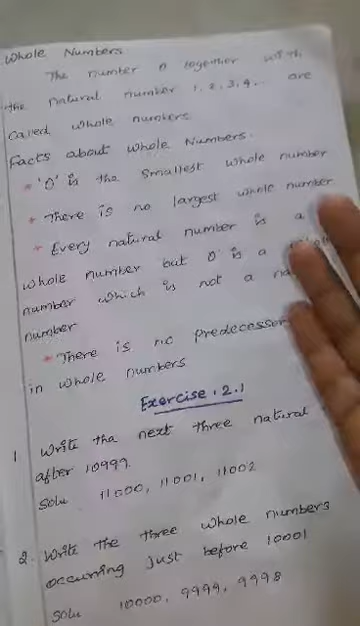 Whole Numbers
The number 0 together with
the natural number 1, 2, 3, 4... are
called whole numbers
Facts about Whole Numbers.
* '0' is the smallest whole number
* There is no largest whole number
* Every natural number is a
whole number but 0 is a
number which is not a
number
* There is no predecessor
in whole numbers
Exercise : 2.1
1 Write tha next three natural
after 10999
Solu 11000, 11001, 11002
2. Write the three whole numbers
occurring just before 10001
Solu 10000, 9999, 9998